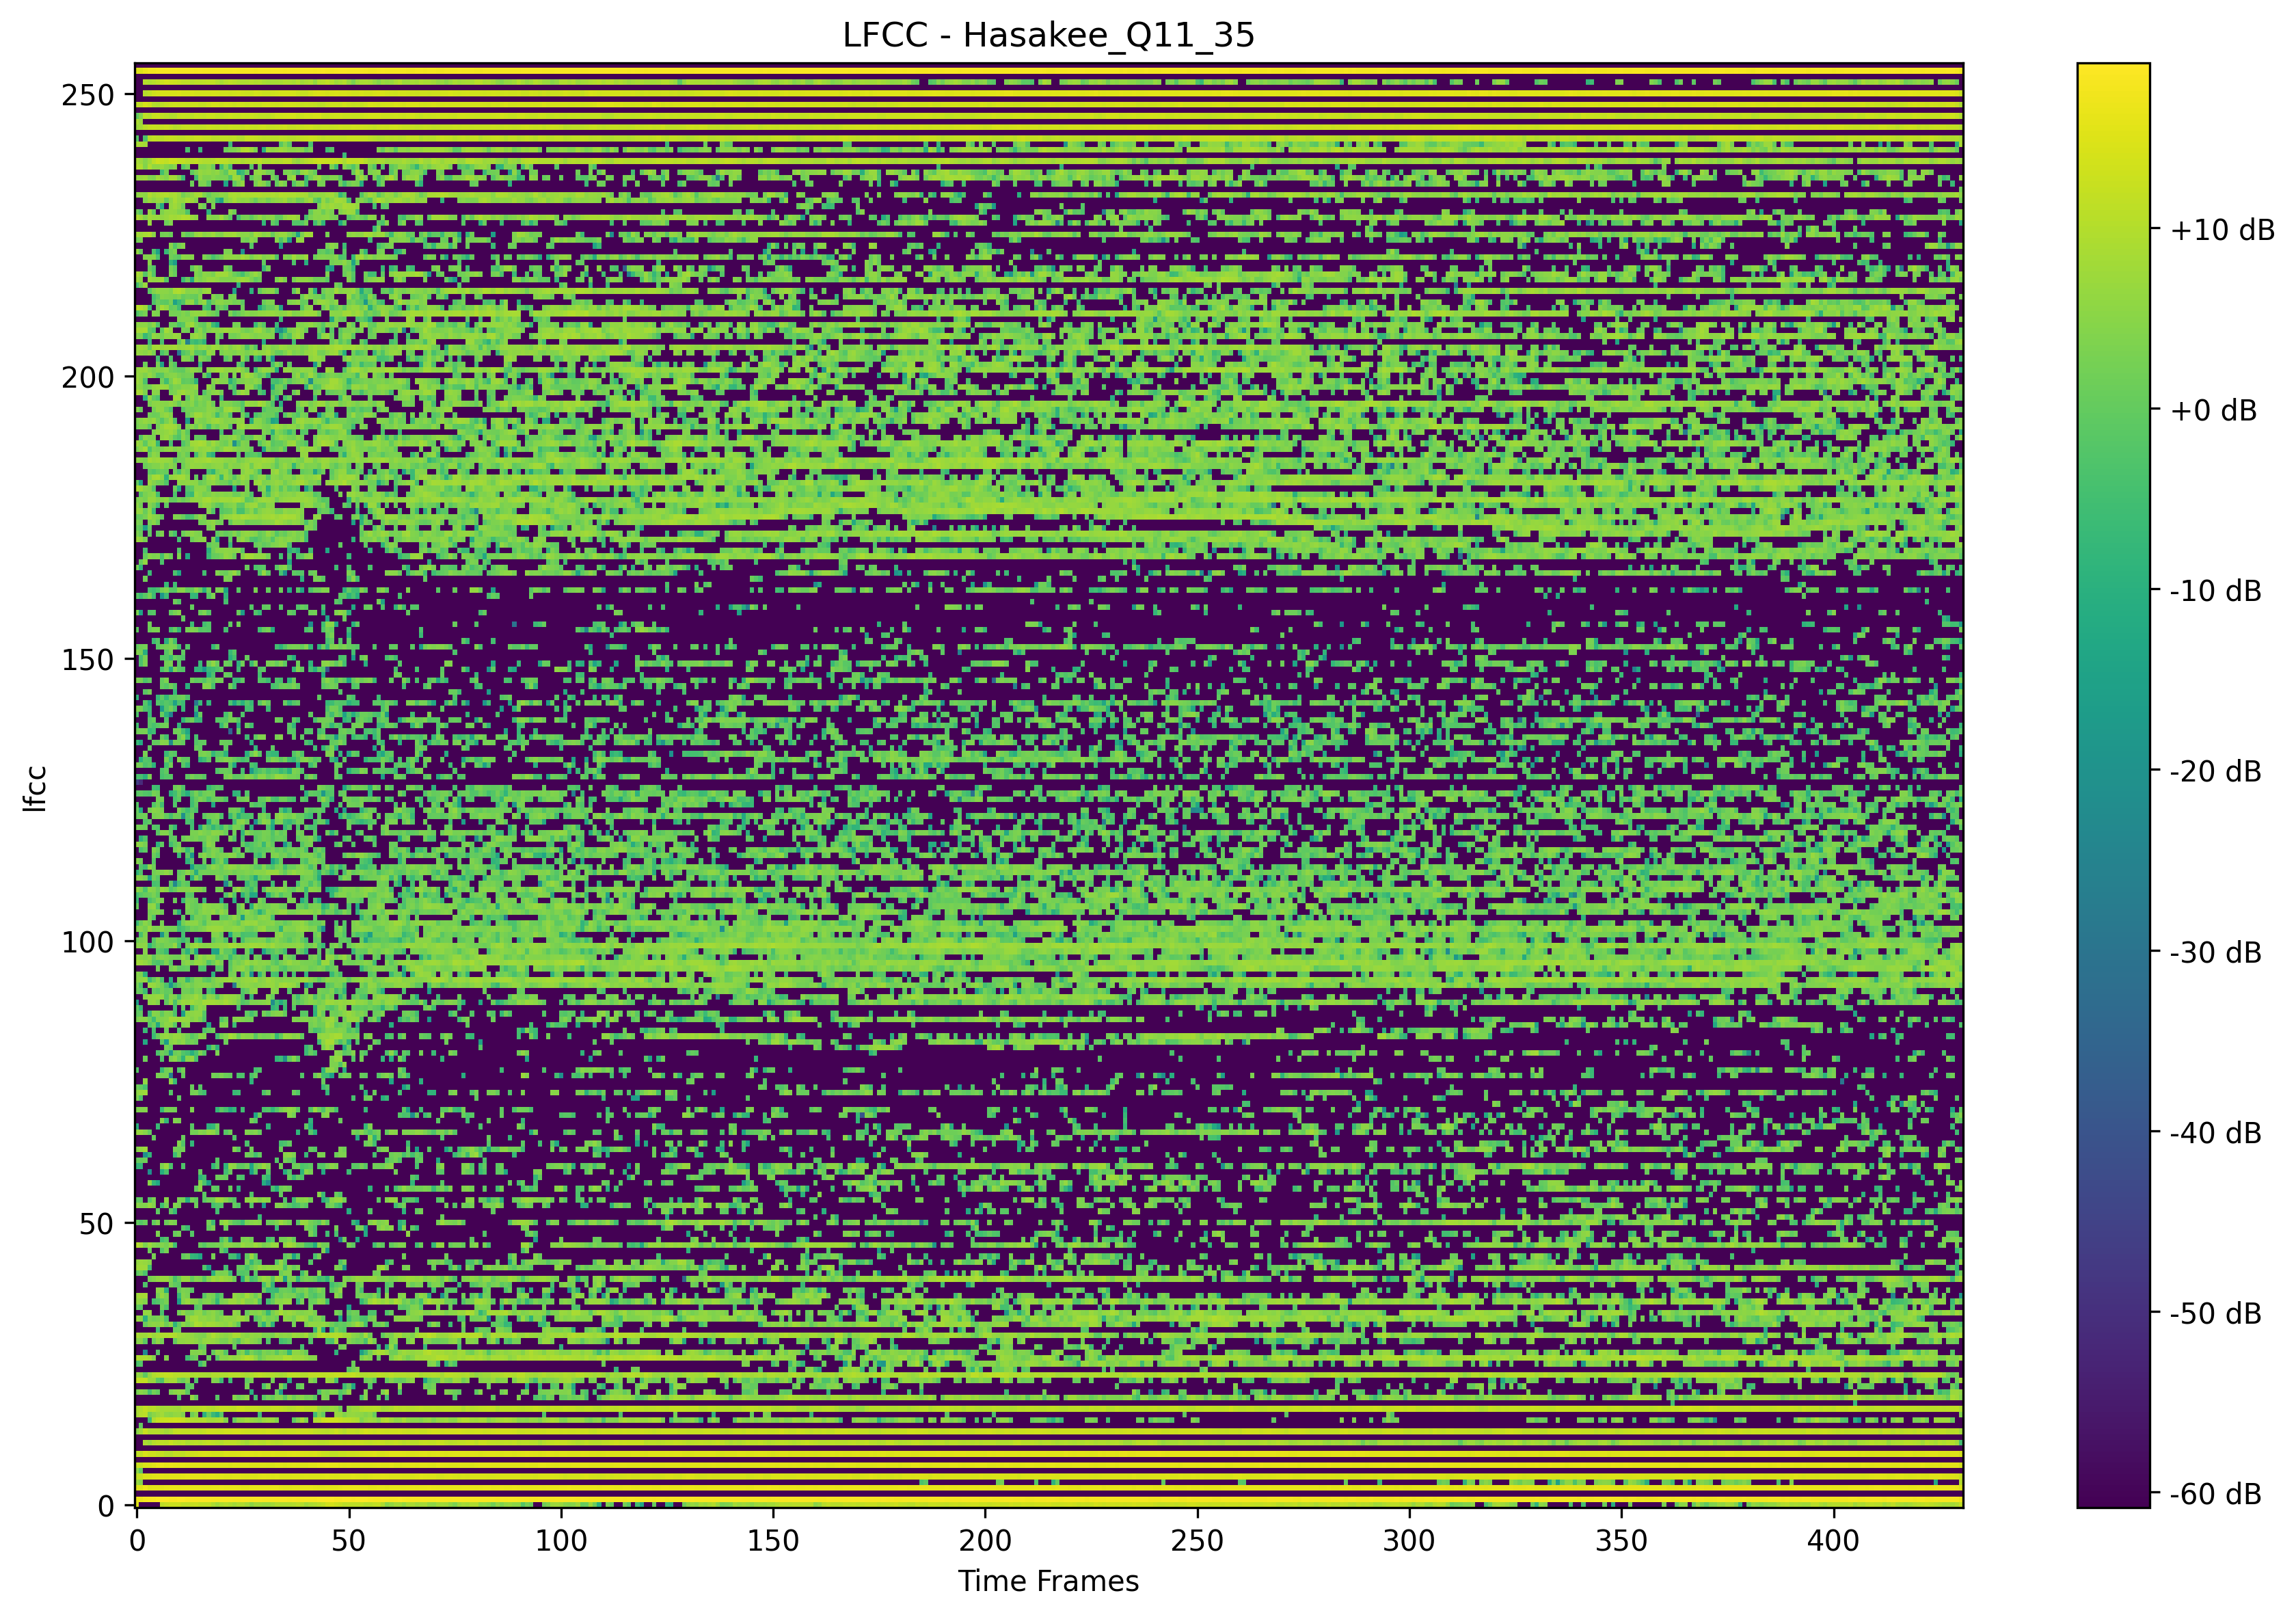 LFCC - Hasakee_Q11_35
250
200
150
100
50
0
lfcc
0 50 100 150 200 250 300 350 400
Time Frames
+10 dB
+0 dB
-10 dB
-20 dB
-30 dB
-40 dB
-50 dB
-60 dB